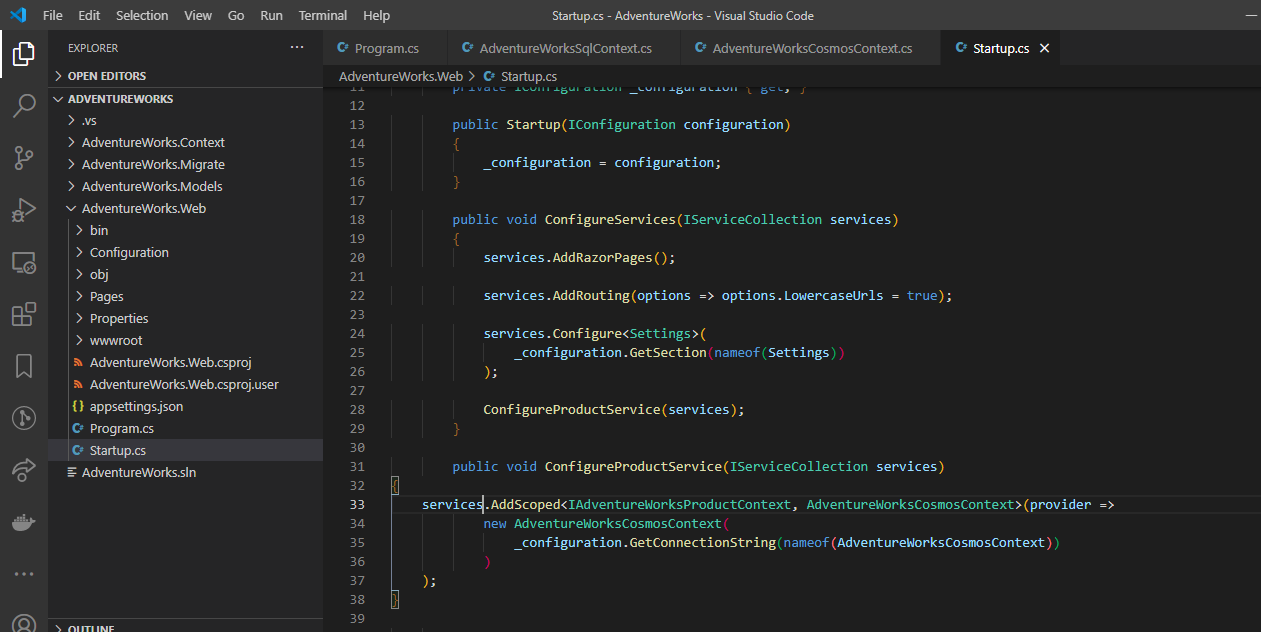 File Edit Selection View Go Run Terminal Help
Startup.cs - AdventureWorks - Visual Studio Code
EXPLORER ...
OPEN EDITORS
ADVENTUREWORKS
.vs
AdventureWorks.Context
AdventureWorks.Migrate
AdventureWorks.Models
AdventureWorks.Web
bin
Configuration
obj
Pages
Properties
wwwroot
AdventureWorks.Web.csproj
AdventureWorks.Web.csproj.user
{} appsettings.json
C# Program.cs
C# Startup.cs
AdventureWorks.sln
OUTLINE
C# Program.cs C# AdventureWorksSqlContext.cs C# AdventureWorksCosmosContext.cs C# Startup.cs
AdventureWorks.Web > C# Startup.cs
11 private IConfiguration _configuration { get; }
12
13 public Startup(IConfiguration configuration)
14 {
15 _configuration = configuration;
16 }
17
18 public void ConfigureServices(IServiceCollection services)
19 {
20 services.AddRazorPages();
21
22 services.AddRouting(options => options.LowercaseUrls = true);
23
24 services.Configure<Settings>(
25 _configuration.GetSection(nameof(Settings))
26 );
27
28 ConfigureProductService(services);
29 }
30
31 public void ConfigureProductService(IServiceCollection services)
32 {
33 services.AddScoped<IAdventureWorksProductContext, AdventureWorksCosmosContext>(provider =>
34 new AdventureWorksCosmosContext(
35 _configuration.GetConnectionString(nameof(AdventureWorksCosmosContext))
36 )
37 );
38 }
39